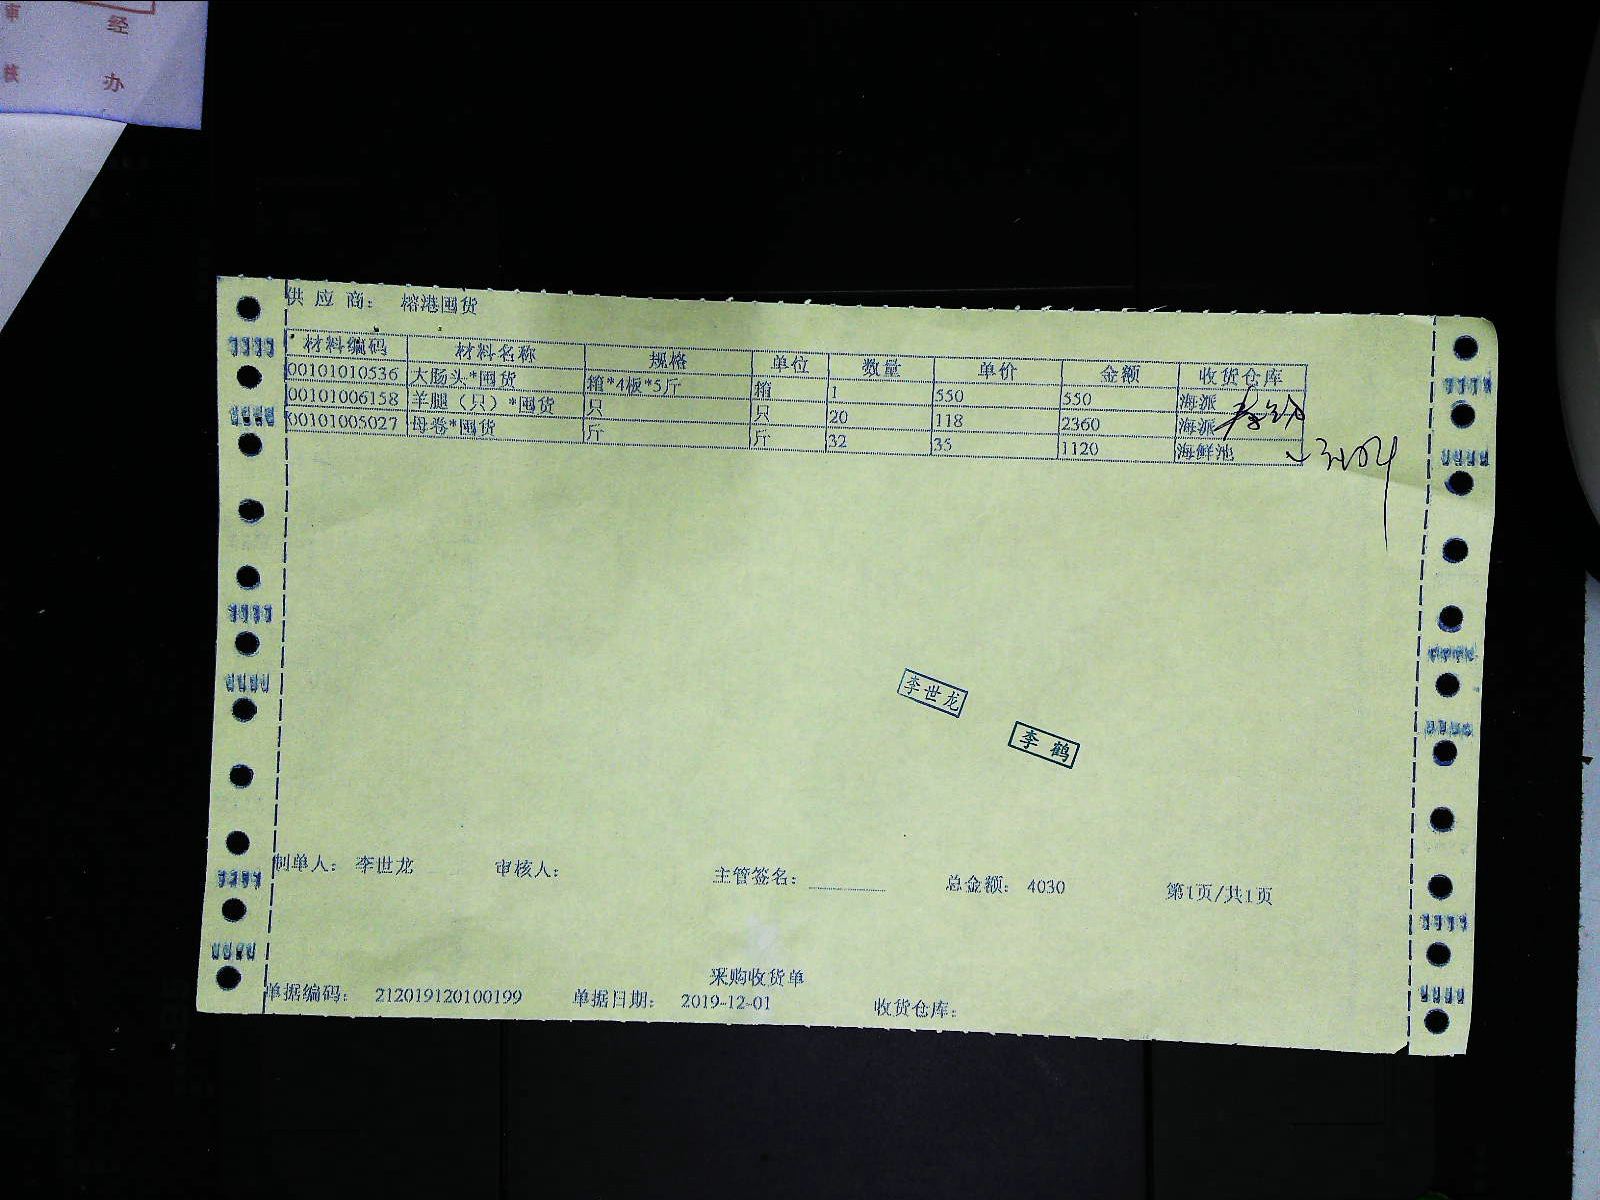 审 经
核 办
供 应 商： 榕港囤货
材料编码 材料名称 规格 单位 数量 单价 金额 收货仓库
00101010536 大肠头*囤货 箱*4板*5斤 箱 1 550 550 海派
00101006158 羊腿（只）*囤货 只 只 20 118 2360 海派
00101005027 母卷*囤货 斤 斤 32 35 1120 海鲜池
李世龙
李鹤
制单人： 李世龙 审核人： 主管签名： 总金额： 4030 第1页/共1页
采购收货单
单据编码： 212019120100199 单据日期： 2019-12-01 收货仓库：